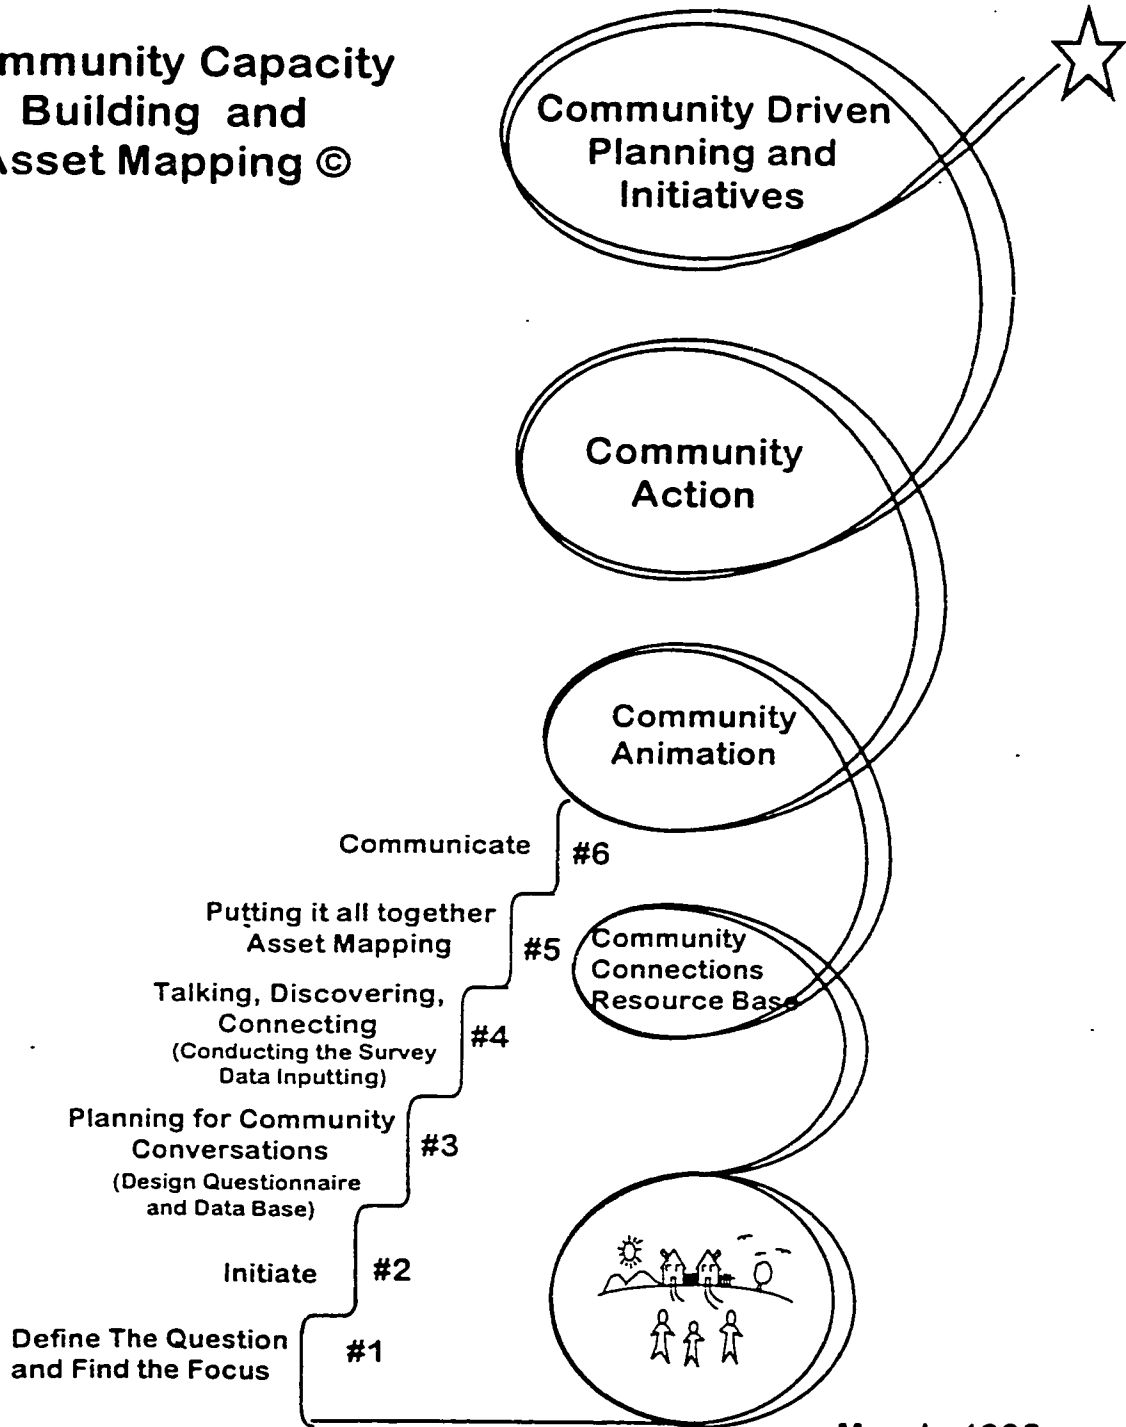 mmunity Capacity
Building and
Asset Mapping ©
Community Driven
Planning and
Initiatives
Community
Action
Community
Animation
Communicate
#6
Putting it all together
Asset Mapping
#5
Community
Connections
Resource Base
Talking, Discovering,
Connecting
(Conducting the Survey
Data Inputting)
#4
Planning for Community
Conversations
(Design Questionnaire
and Data Base)
#3
Initiate
#2
Define The Question
and Find the Focus
#1